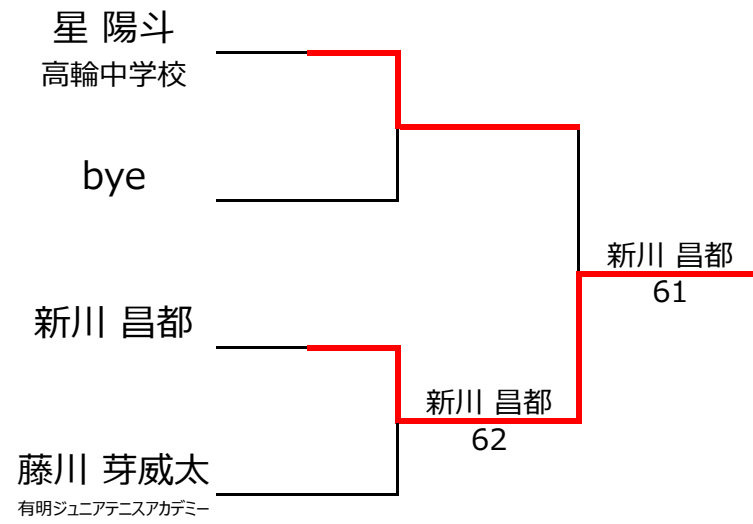 星 陽斗
高輪中学校
bye
新川 昌都
61
新川 昌都
新川 昌都
62
藤川 芽威太
有明ジュニアテニスアカデミー